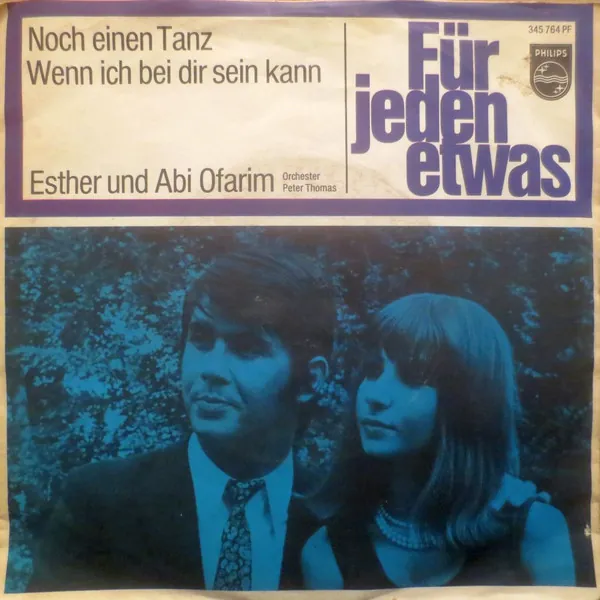 Noch einen Tanz
Wenn ich bei dir sein kann
Esther und Abi Ofarim
Orchester
Peter Thomas
Für
jeden
etwas
345 764 PF
PHILIPS